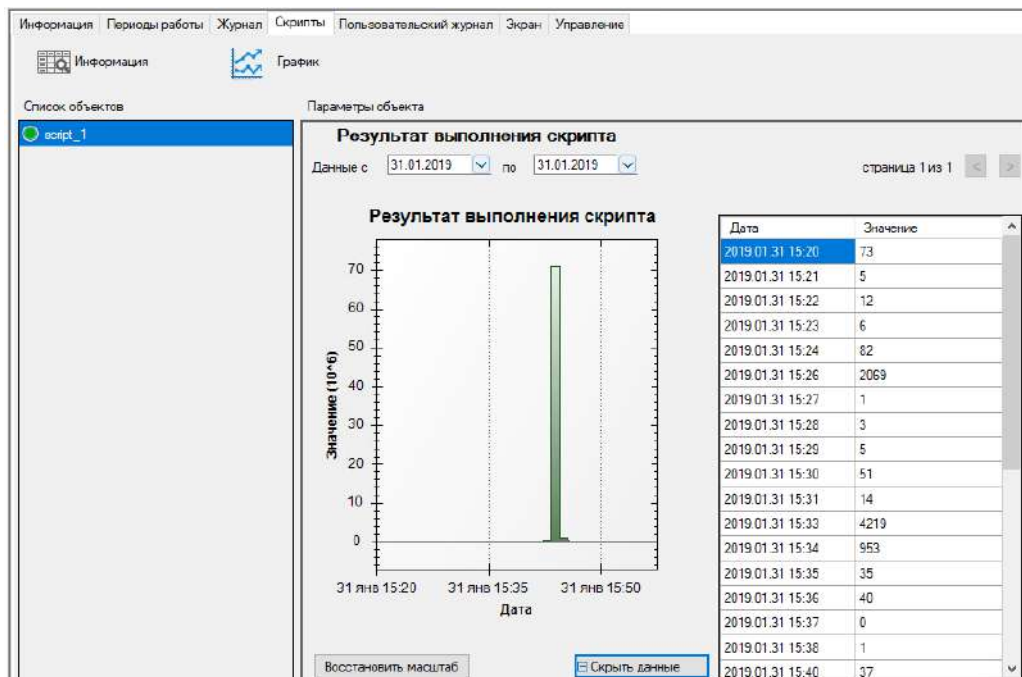 Информация Периоды работы Журнал Скрипты Пользовательский журнал Экран Управление
Информация График
Список объектов Параметры объекта
script_1
Результат выполнения скрипта
Данные с 31.01.2019 по 31.01.2019 страница 1 из 1 < >
Результат выполнения скрипта
Значение (10^6)
70
60
50
40
30
20
10
0
31 янв 15:20 31 янв 15:35 31 янв 15:50
Дата
Восстановить масштаб Скрыть данные
Дата Значение
2019.01.31 15:20 73
2019.01.31 15:21 5
2019.01.31 15:22 12
2019.01.31 15:23 6
2019.01.31 15:24 82
2019.01.31 15:26 2069
2019.01.31 15:27 1
2019.01.31 15:28 3
2019.01.31 15:29 5
2019.01.31 15:30 51
2019.01.31 15:31 14
2019.01.31 15:33 4219
2019.01.31 15:34 953
2019.01.31 15:35 35
2019.01.31 15:36 40
2019.01.31 15:37 0
2019.01.31 15:38 1
2019.01.31 15:40 37